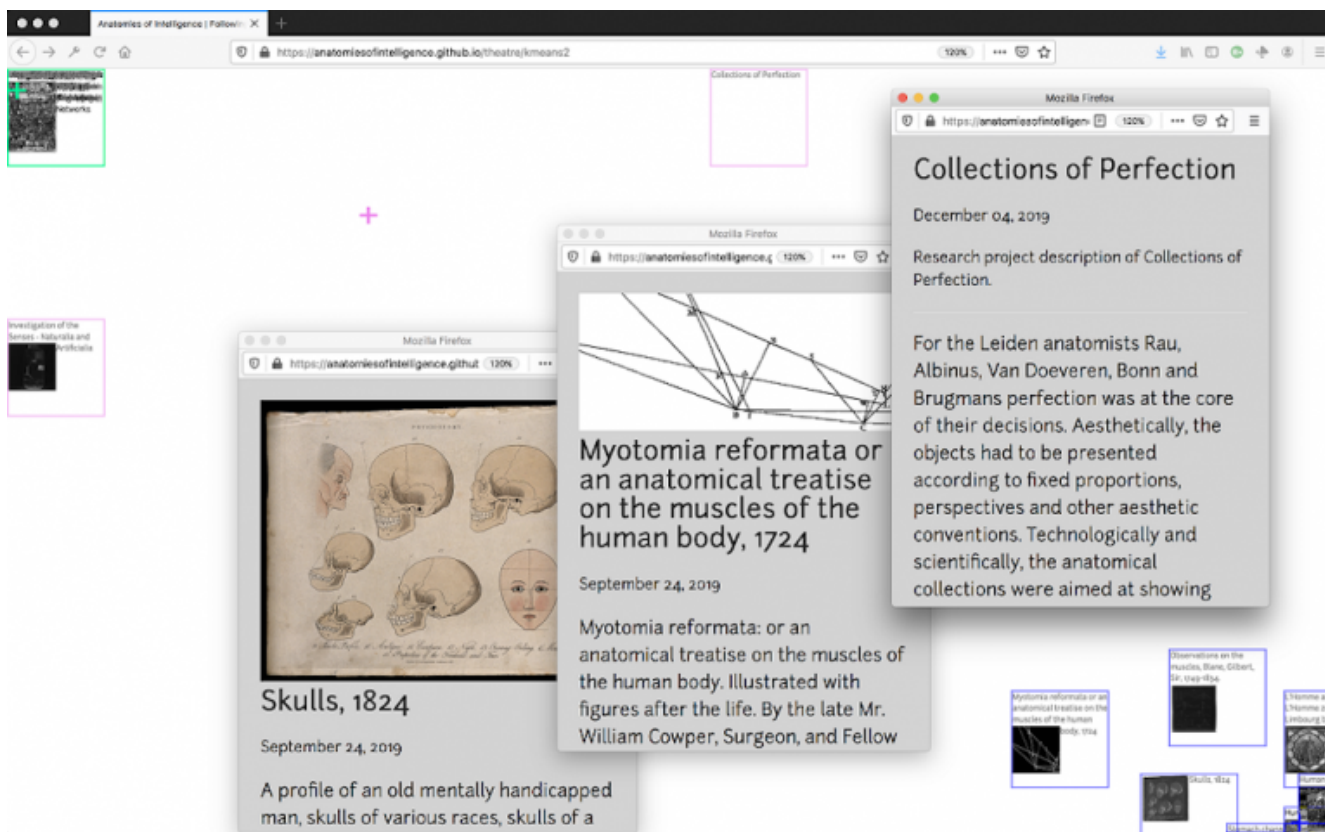 Anatomies of Intelligence | Followin
https://anatomiesofintelligence.github.io/theatre/kmeans2
120%
Networks
Collections of Perfection
Investigation of the
Senses - Naturalia and
Artificialia
Mozilla Firefox
https://anatomiesofintelligence.github
120%
Skulls, 1824
September 24, 2019
A profile of an old mentally handicapped
man, skulls of various races, skulls of a
Mozilla Firefox
https://anatomiesofintelligence.g
120%
Myotomia reformata or
an anatomical treatise
on the muscles of the
human body, 1724
September 24, 2019
Myotomia reformata: or an
anatomical treatise on the muscles of
the human body. Illustrated with
figures after the life. By the late Mr.
William Cowper, Surgeon, and Fellow
Mozilla Firefox
https://anatomiesofintelligen
120%
Collections of Perfection
December 04, 2019
Research project description of Collections of
Perfection.
For the Leiden anatomists Rau,
Albinus, Van Doeveren, Bonn and
Brugmans perfection was at the core
of their decisions. Aesthetically, the
objects had to be presented
according to fixed proportions,
perspectives and other aesthetic
conventions. Technologically and
scientifically, the anatomical
collections were aimed at showing
Observations on the
muscles, Blane, Gilbert,
Sir, 1749-1834
Myotomia reformata or an
anatomical treatise on the
muscles of the human
body, 1724
L'Homme
L'Homme
Limbourg
Skulls, 1824
Human